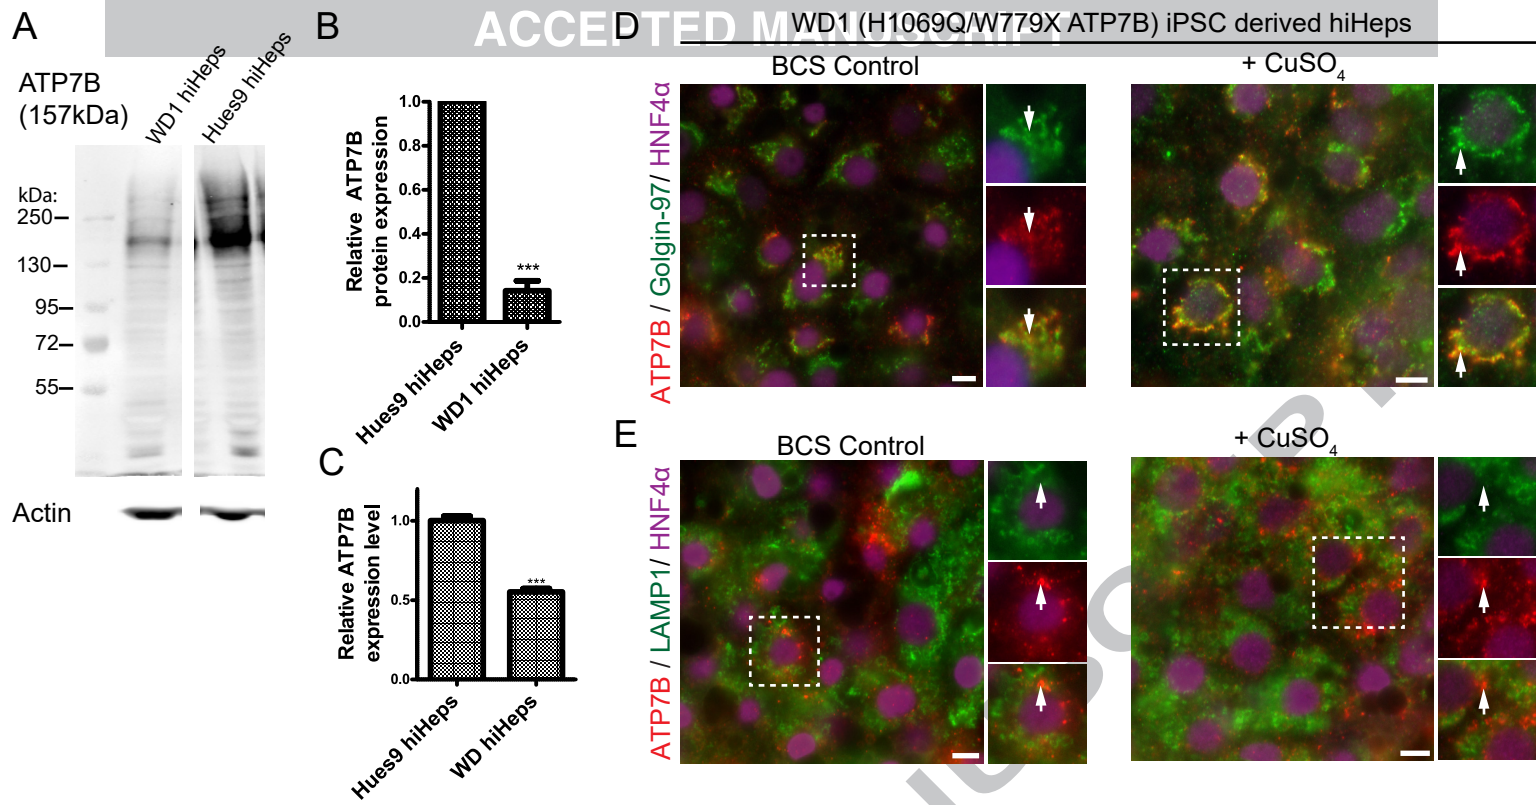 ACCEPTED MANUSCRIPT
A
ATP7B
(157kDa)
WD1 hiHeps
Hues9 hiHeps
kDa:
250
130
95
72
55
Actin
B
Relative ATP7B
protein expression
1.0
0.8
0.6
0.4
0.2
0.0
***
Hues9 hiHeps
WD1 hiHeps
C
Relative ATP7B
expression level
1.0
0.5
0.0
***
Hues9 hiHeps
WD hiHeps
D
WD1 (H1069Q/W779X ATP7B) iPSC derived hiHeps
BCS Control
+ CuSO4
ATP7B / Golgin-97/ HNF4α
E
BCS Control
+ CuSO4
ATP7B / LAMP1/ HNF4α